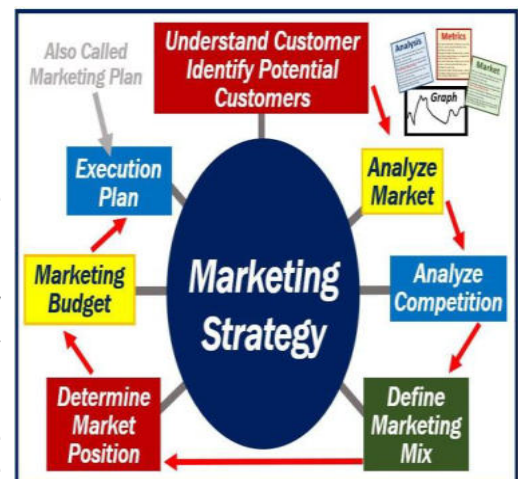 Also Called
Marketing Plan
Understand Customer
Identify Potential
Customers
Analysis
Metrics
Market
Graph
Execution
Plan
Analyze
Market
Marketing
Budget
Marketing
Strategy
Analyze
Competition
Determine
Market
Position
Define
Marketing
Mix